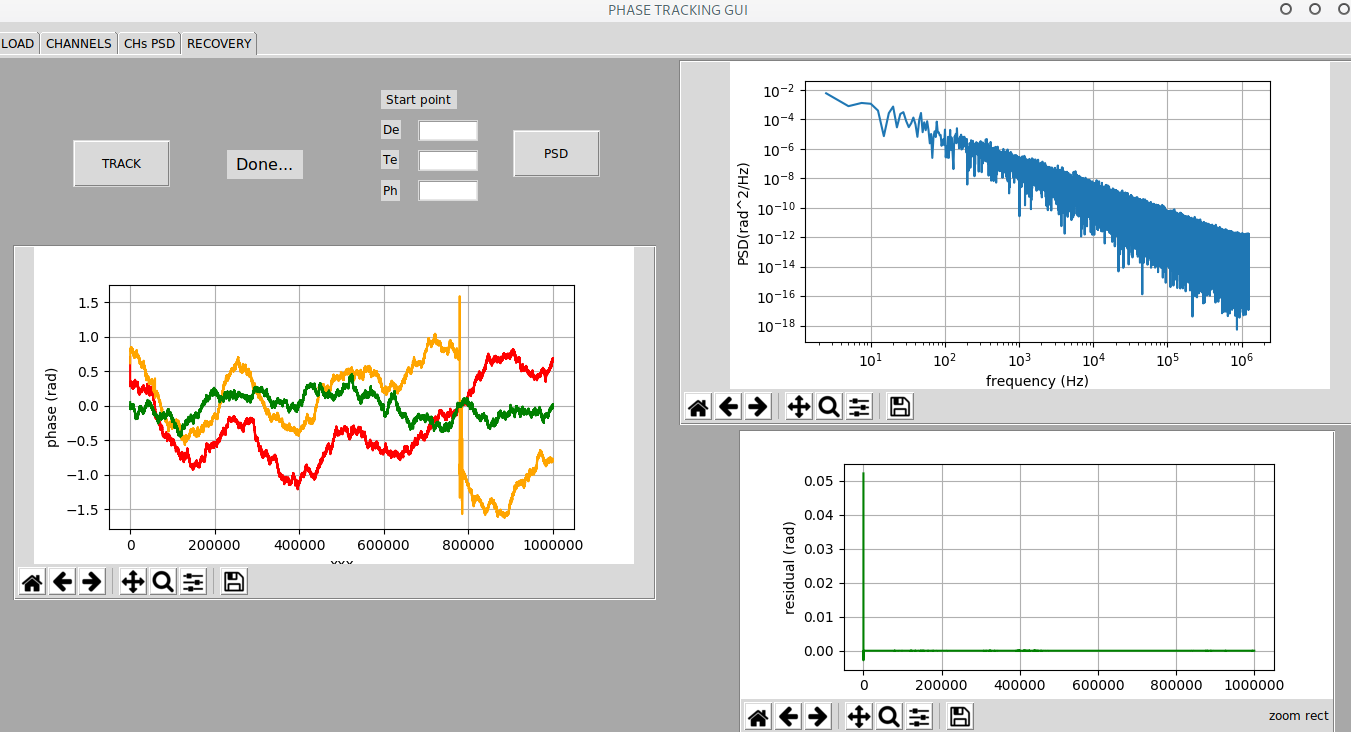 PHASE TRACKING GUI
LOAD CHANNELS CHs PSD RECOVERY
Start point
De
Te
Ph
TRACK
Done...
PSD
PSD(rad^2/Hz)
10^-2
10^-4
10^-6
10^-8
10^-10
10^-12
10^-14
10^-16
10^-18
10^1 10^2 10^3 10^4 10^5 10^6
frequency (Hz)
phase (rad)
1.5
1.0
0.5
0.0
−0.5
−1.0
−1.5
0 200000 400000 600000 800000 1000000
residual (rad)
0.05
0.04
0.03
0.02
0.01
0.00
0 200000 400000 600000 800000 1000000
zoom rect